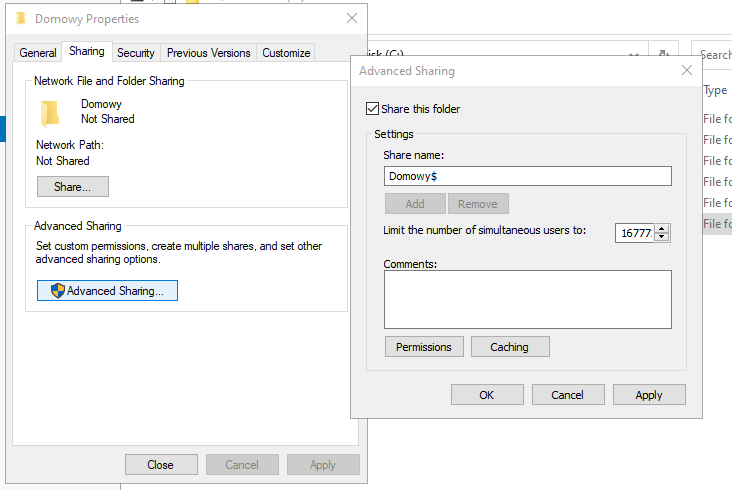 Domowy Properties
General Sharing Security Previous Versions Customize
Network File and Folder Sharing
Domowy
Not Shared
Network Path:
Not Shared
Share...
Advanced Sharing
Set custom permissions, create multiple shares, and set other
advanced sharing options.
Advanced Sharing...
Close Cancel Apply
Advanced Sharing
Share this folder
Settings
Share name:
Domowy$
Add Remove
Limit the number of simultaneous users to: 16777
Comments:
Permissions Caching
OK Cancel Apply
(C:)
Search
Type
File fo
File fo
File fo
File fo
File fo
File fo